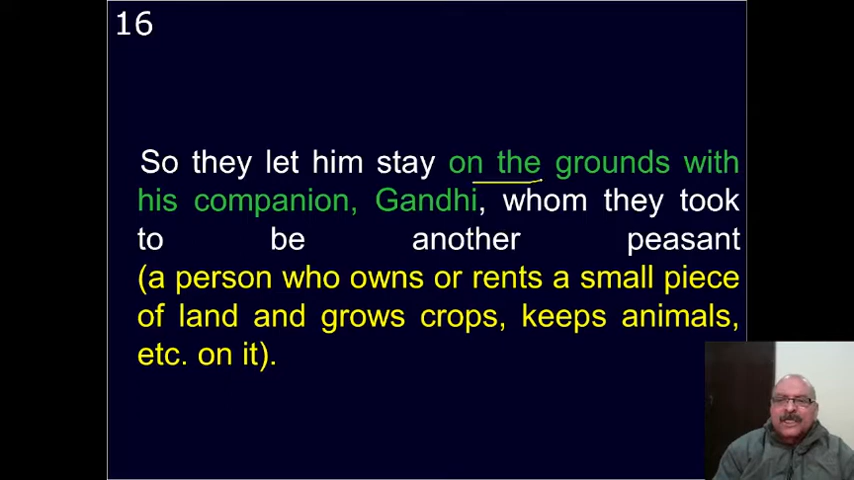 16
So they let him stay on the grounds with
his companion, Gandhi, whom they took
to be another peasant
(a person who owns or rents a small piece
of land and grows crops, keeps animals,
etc. on it).